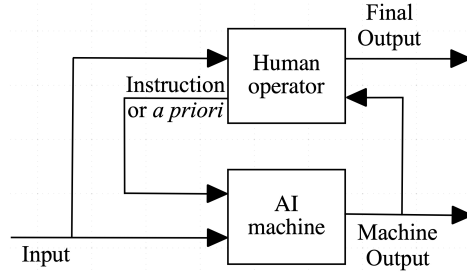 Final
Output
Human
operator
Instruction
or a priori
AI
machine
Input
Machine
Output